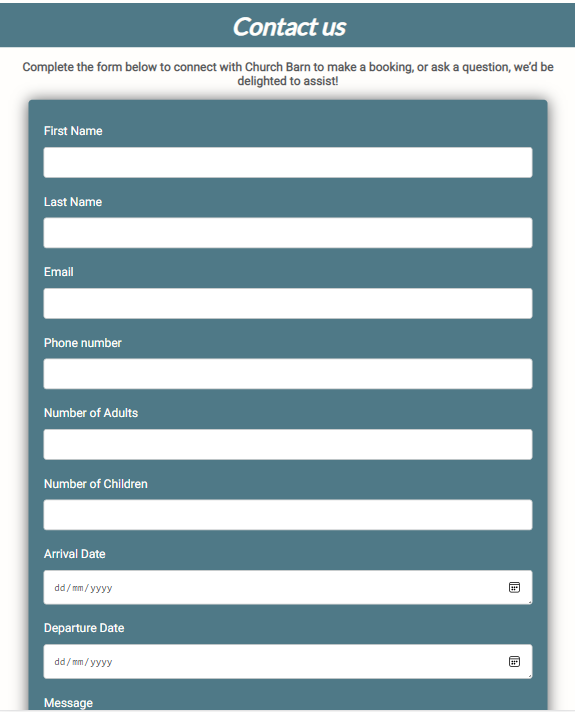 Contact us
Complete the form below to connect with Church Barn to make a booking, or ask a question, we'd be
delighted to assist!
First Name
Last Name
Email
Phone number
Number of Adults
Number of Children
Arrival Date
dd/mm/yyyy
Departure Date
dd/mm/yyyy
Message